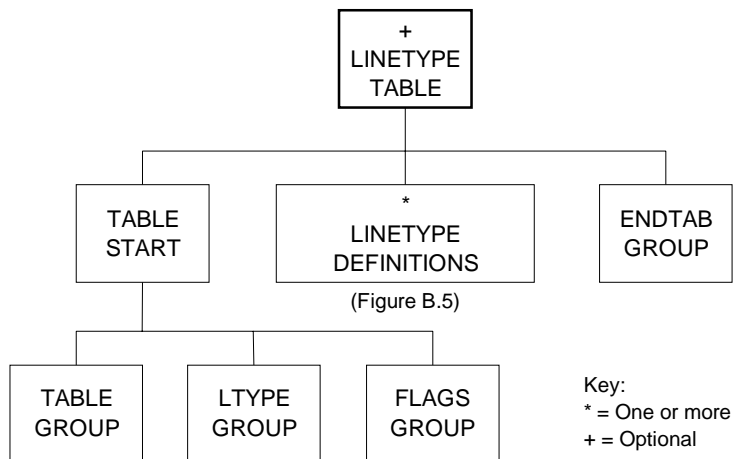 +
LINETYPE
TABLE
TABLE
START
*
LINETYPE
DEFINITIONS
(Figure B.5)
ENDTAB
GROUP
TABLE
GROUP
LTYPE
GROUP
FLAGS
GROUP
Key:
* = One or more
+ = Optional